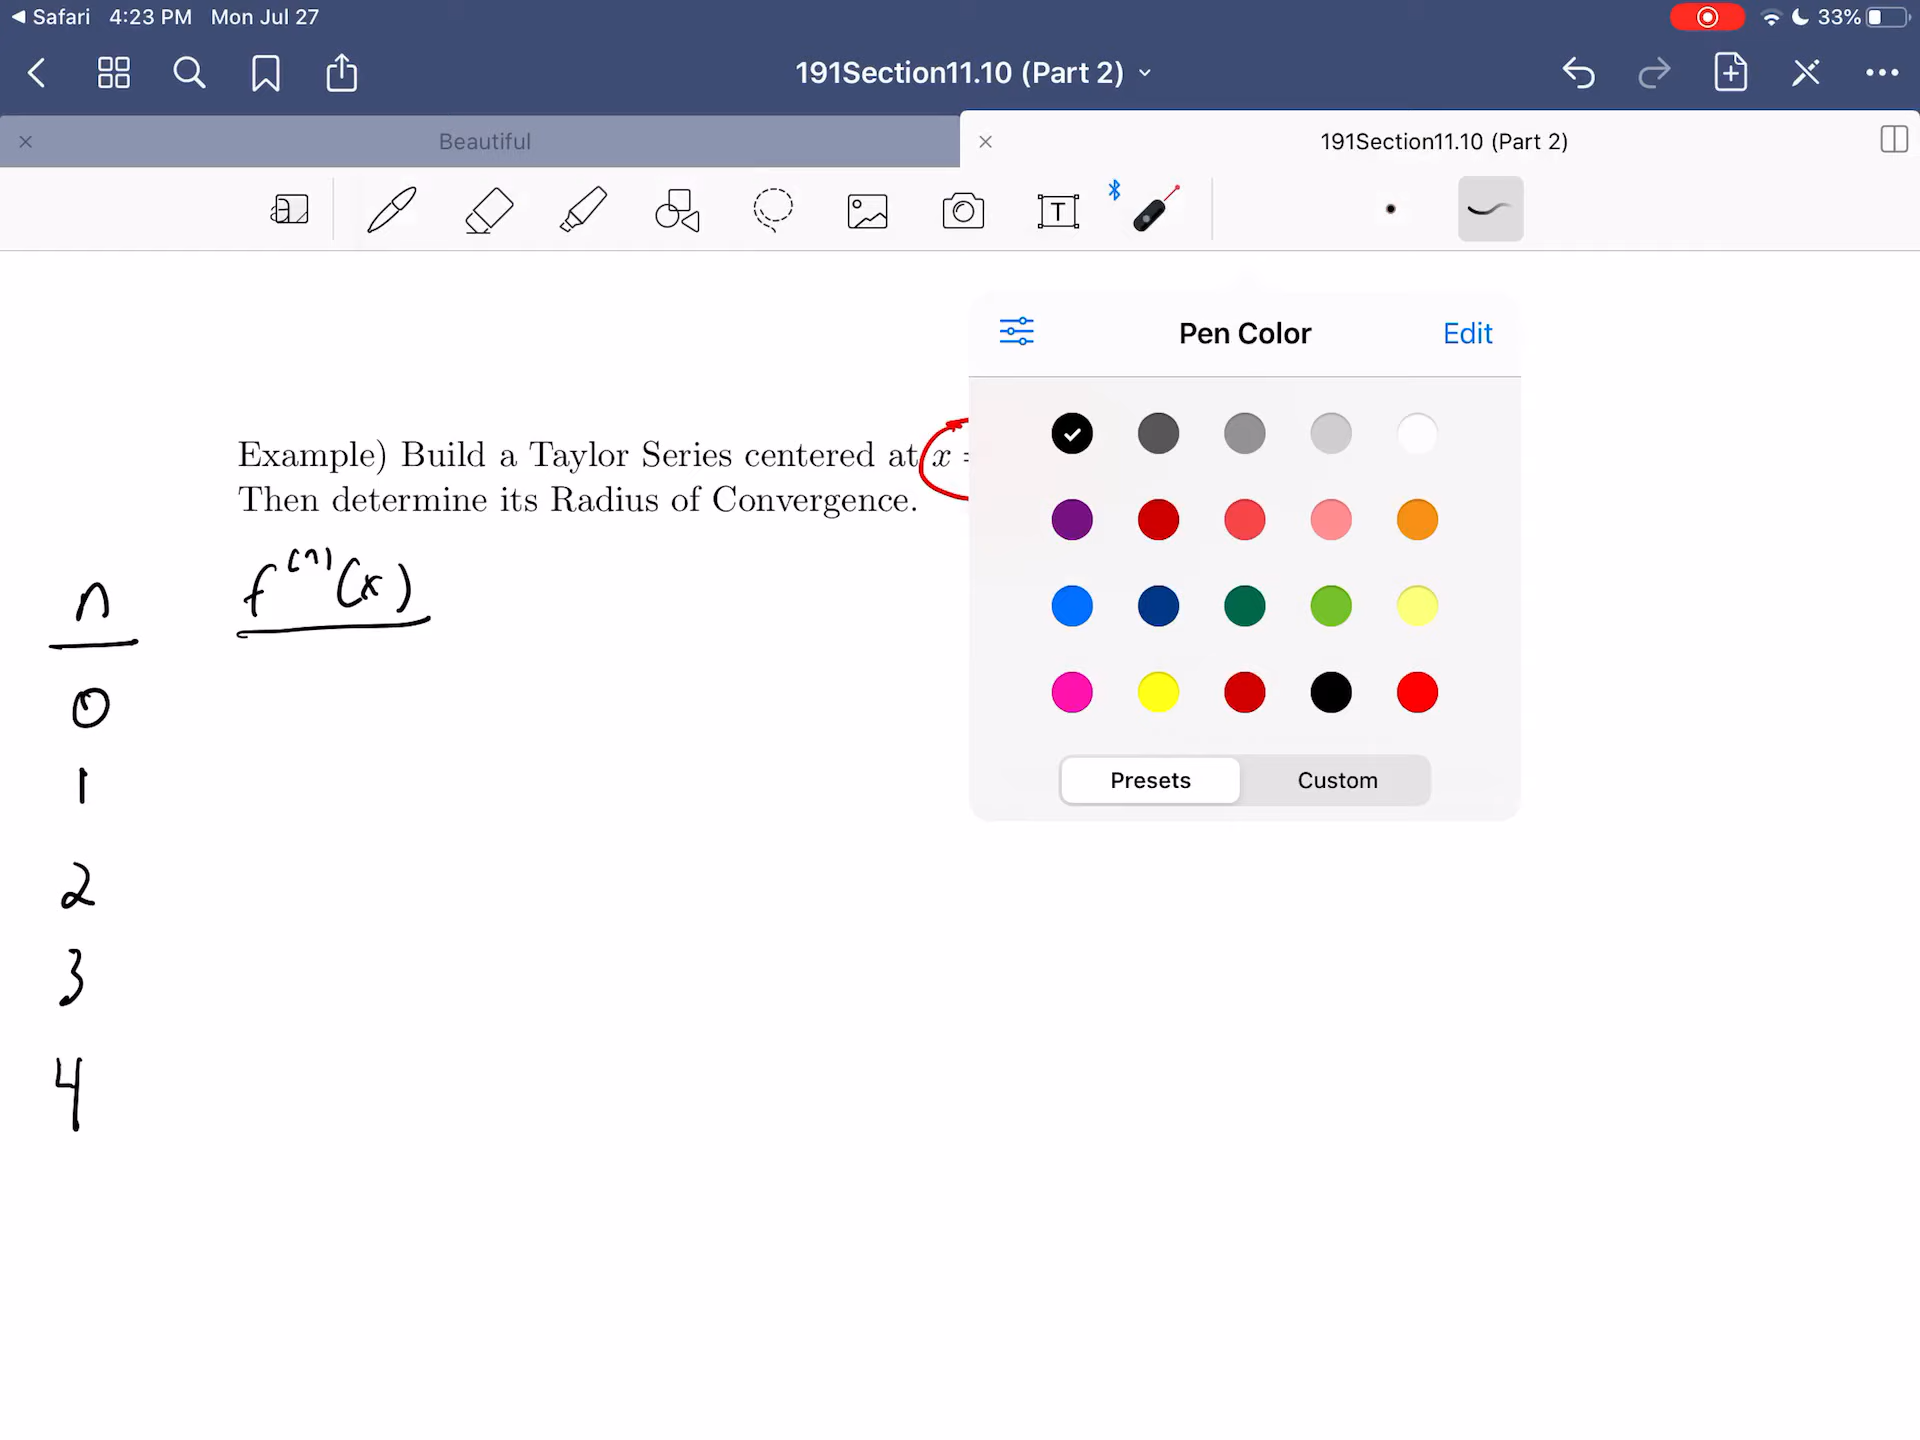 Safari 4:23 PM Mon Jul 27 33%
191Section11.10 (Part 2)
Beautiful
191Section11.10 (Part 2)
T
Pen Color
Edit
Example) Build a Taylor Series centered at x =
Then determine its Radius of Convergence.
n f^(n)(x)
0
1
2
3
4
Presets
Custom